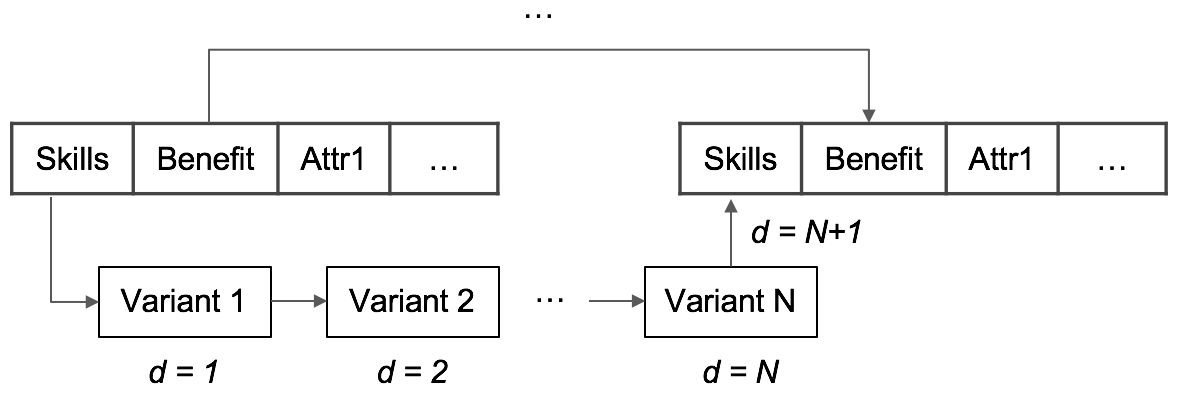 …
Skills Benefit Attr1 … Skills Benefit Attr1 …
d = N+1
Variant 1 Variant 2 … Variant N
d = 1 d = 2 d = N